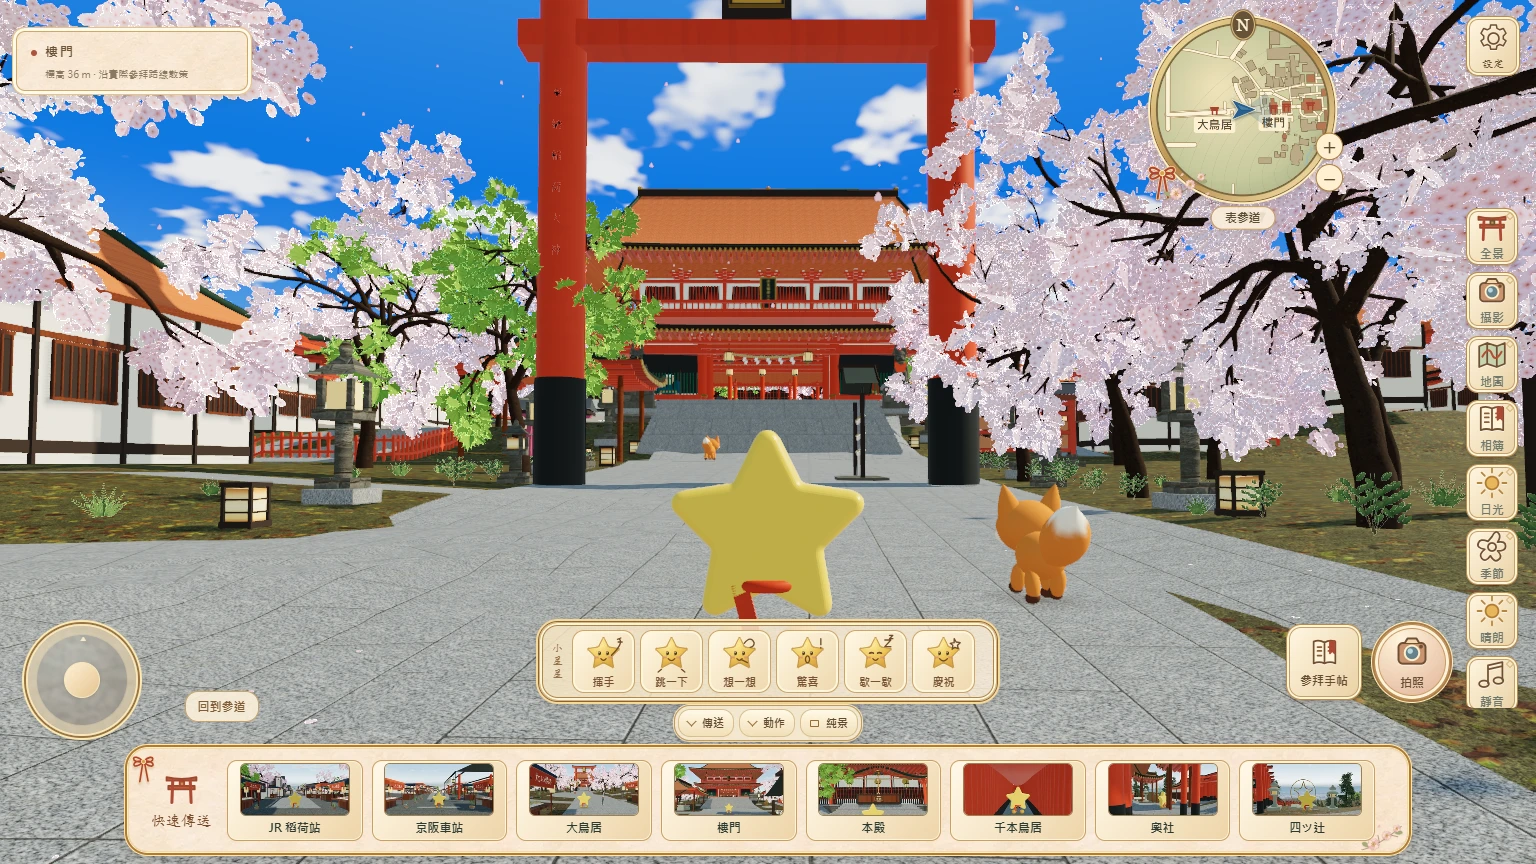 樓門
標高 36 m · 沿實際參拜路線散策
N
大鳥居
樓門
+
−
表參道
設定
全景
攝影
地圖
相簿
日光
季節
晴朗
靜音
小星星
揮手
跳一下
想一想
驚喜
歇一歇
慶祝
參拜手帖
拍照
回到參道
傳送
動作
純景
快速傳送
JR 稻荷站
京阪車站
大鳥居
樓門
本殿
千本鳥居
奧社
四ツ辻